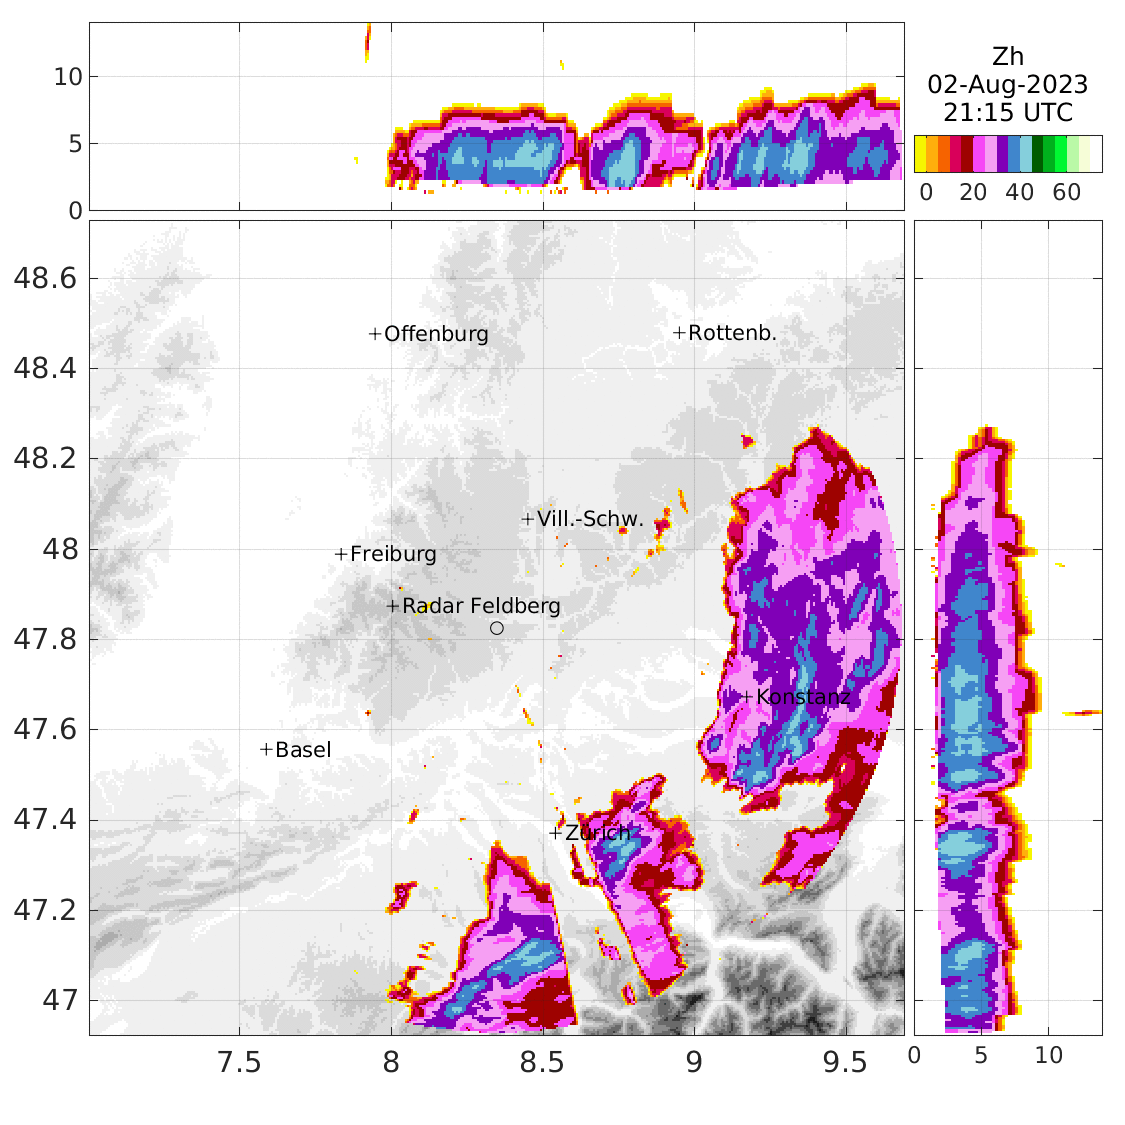 Zh
02-Aug-2023
21:15 UTC
0 20 40 60
10
5
0
48.6
48.4
48.2
48
47.8
47.6
47.4
47.2
47
+Offenburg
+Rottenb.
+Vill.-Schw.
+Freiburg
+Radar Feldberg
+Konstanz
+Basel
+Zurich
7.5 8 8.5 9 9.5
0 5 10